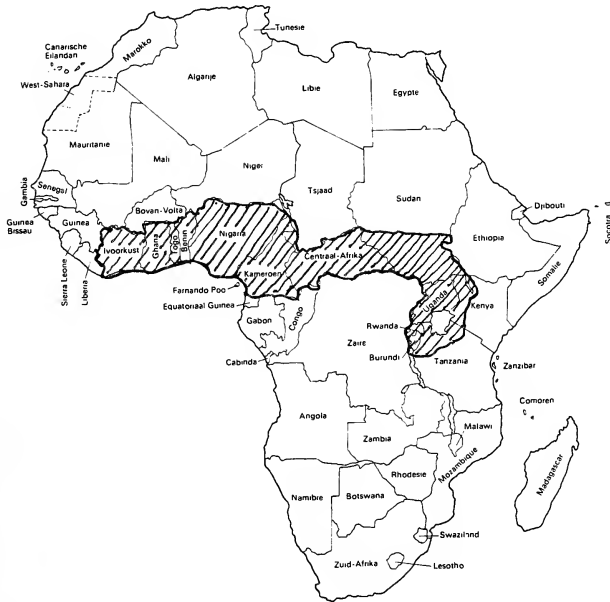 Tunesie
Canarische
Eilandan
Marokko
West-Sahara
Algarije
Libie
Egypte
Mauritanie
Mali
Niger
Tsjaad
Sudan
Gambia
Senegal
Bovan-Volta
Djibouti
Socotra
Guinea
Bissau
Guinea
Ivoorkust
Ghana
Togo
Benin
Nigaria
Centraal-Afrika
Ethiopia
Somalie
Sierra Leone
Liberia
Kameroen
Fernando Poo
Equatoriaal Guinea
Gabon
Congo
Uganda
Kenya
Rwanda
Zaire
Burundi
Tanzania
Zanzibar
Cabinda
Comoren
Angola
Zambia
Malawi
Mozambique
Madagascar
Rhodesie
Namibie
Botswana
Swaziland
Zuid-Afrika
Lesotho